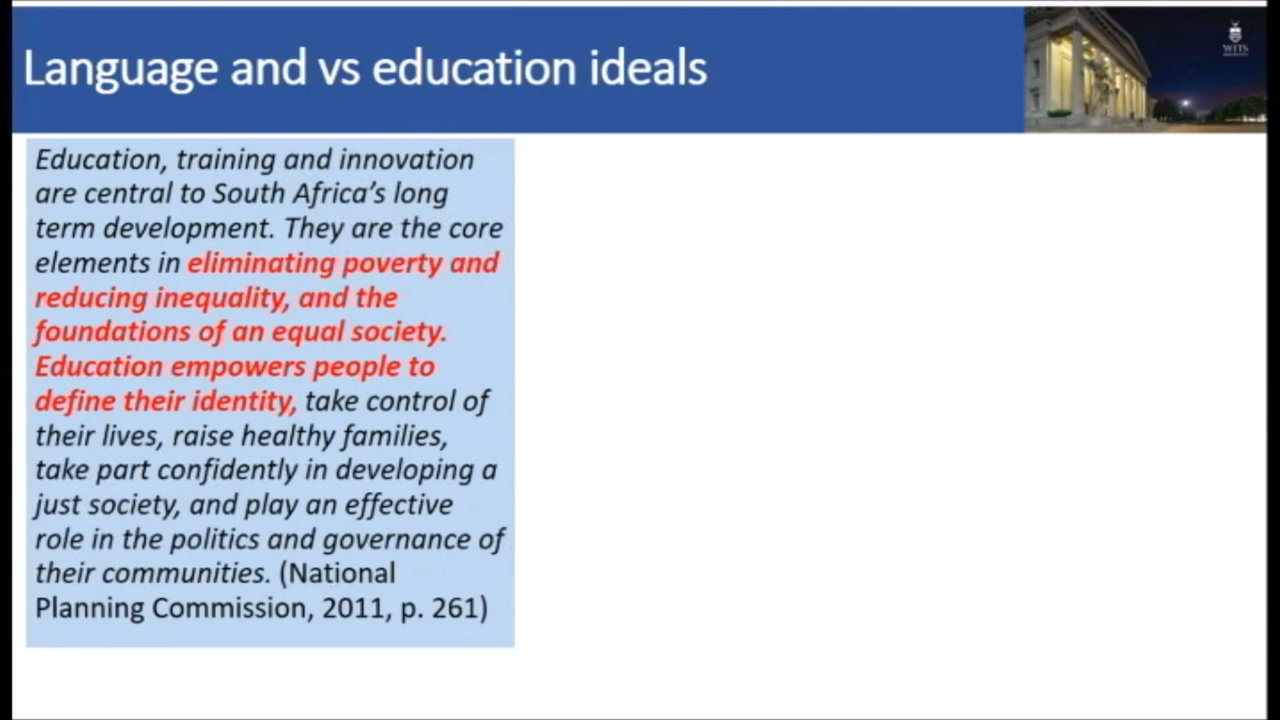 Language and vs education ideals
WITS
Education, training and innovation
are central to South Africa's long
term development. They are the core
elements in eliminating poverty and
reducing inequality, and the
foundations of an equal society.
Education empowers people to
define their identity, take control of
their lives, raise healthy families,
take part confidently in developing a
just society, and play an effective
role in the politics and governance of
their communities. (National
Planning Commission, 2011, p. 261)